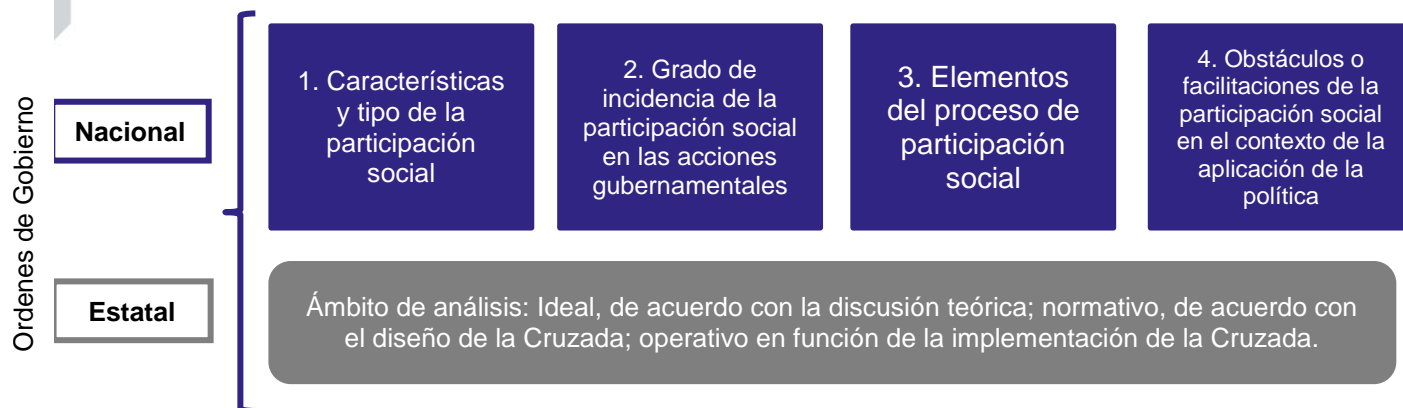 Ordenes de Gobierno
Nacional
Estatal
1. Características
y tipo de la
participación
social
2. Grado de
incidencia de la
participación social
en las acciones
gubernamentales
3. Elementos
del proceso de
participación
social
4. Obstáculos o
facilitaciones de la
participación social
en el contexto de la
aplicación de la
política
Ámbito de análisis: Ideal, de acuerdo con la discusión teórica; normativo, de acuerdo con
el diseño de la Cruzada; operativo en función de la implementación de la Cruzada.